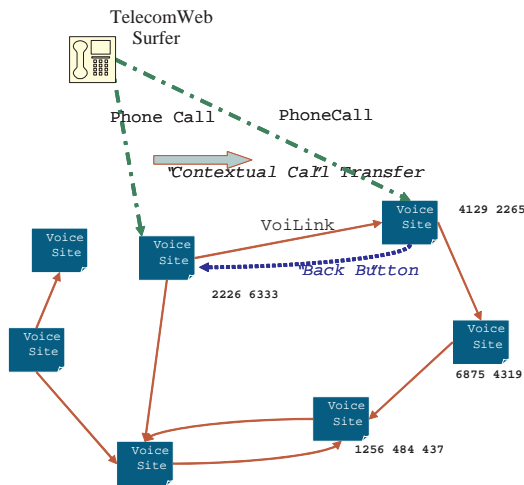 TelecomWeb
Surfer
Phone Call
PhoneCall
"Contextual Call" Transfer
Voice
Site
4129 2265
VoiLink
Voice
Site
Voice
Site
"Back Button"
2226 6333
Voice
Site
Voice
Site
6875 4319
Voice
Site
1256 484 437
Voice
Site